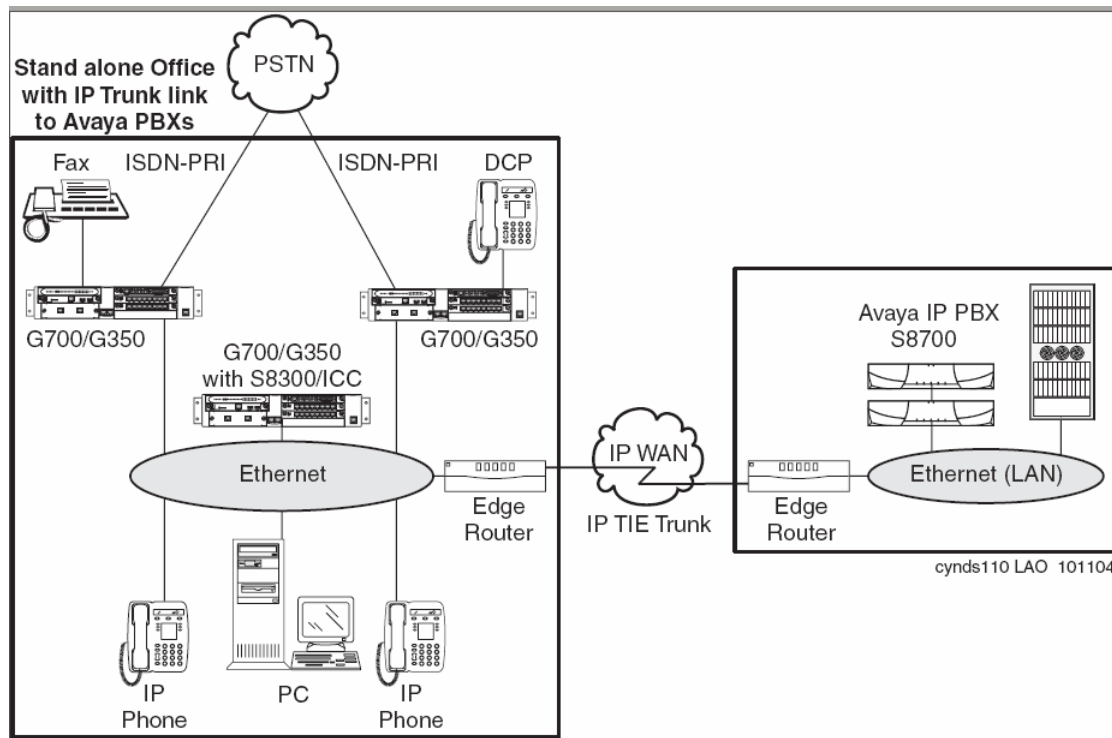 PSTN
Stand alone Office
with IP Trunk link
to Avaya PBXs
Fax
ISDN-PRI
ISDN-PRI
DCP
G700/G350
G700/G350
G700/G350
with S8300/ICC
Ethernet
Edge
Router
IP WAN
IP TIE Trunk
Edge
Router
Avaya IP PBX
S8700
Ethernet (LAN)
IP
Phone
PC
IP
Phone
cynds110 LAO 101104